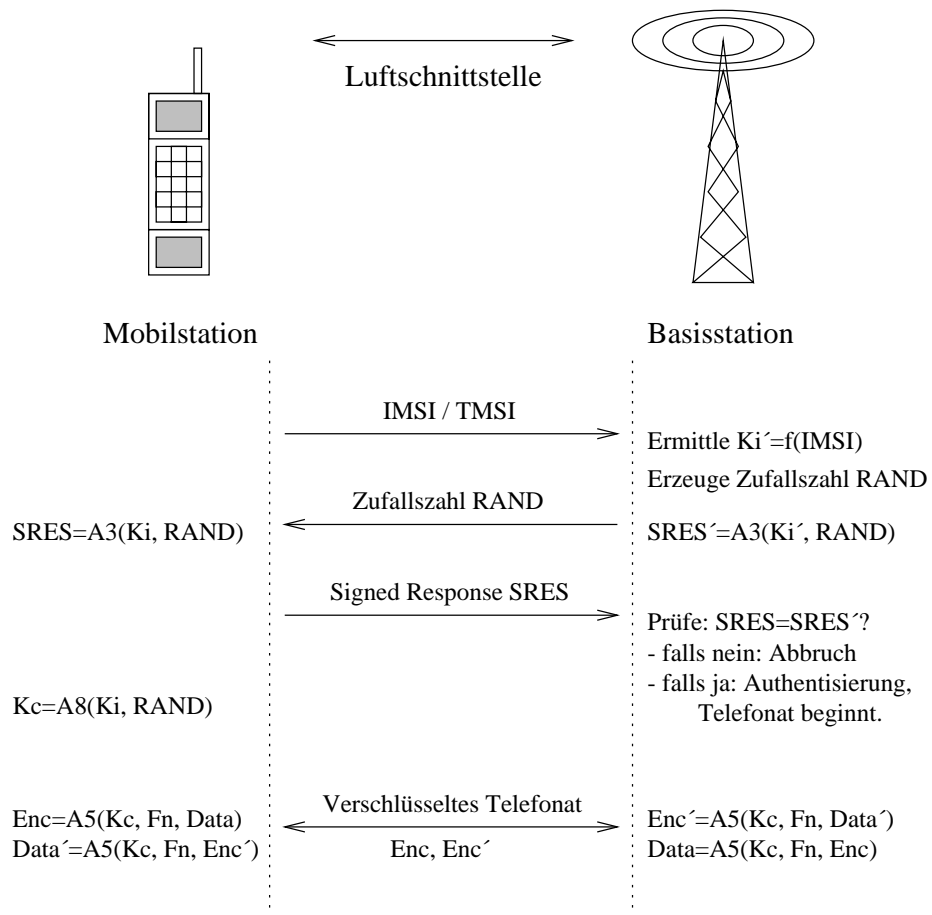 Luftschnittstelle
Mobilstation
Basisstation
IMSI / TMSI
Ermittle Ki´=f(IMSI)
Erzeuge Zufallszahl RAND
Zufallszahl RAND
SRES=A3(Ki, RAND)
SRES´=A3(Ki´, RAND)
Signed Response SRES
Prüfe: SRES=SRES´?
- falls nein: Abbruch
- falls ja: Authentisierung,
Telefonat beginnt.
Kc=A8(Ki, RAND)
Verschlüsseltes Telefonat
Enc=A5(Kc, Fn, Data)
Data´=A5(Kc, Fn, Enc´)
Enc, Enc´
Enc´=A5(Kc, Fn, Data´)
Data=A5(Kc, Fn, Enc)